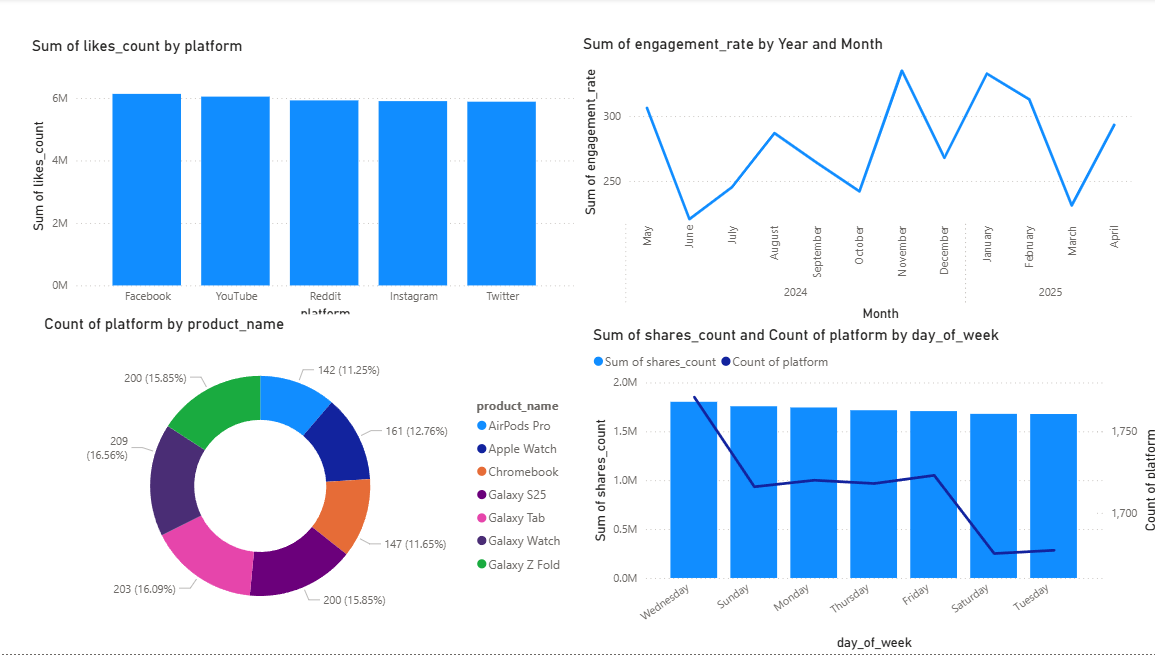 Sum of likes_count by platform
Sum of likes_count
6M
4M
2M
0M
Facebook YouTube Reddit Instagram Twitter
platform
Sum of engagement_rate by Year and Month
Sum of engagement_rate
300
250
May June July August September October November December January February March April
2024 2025
Month
Count of platform by product_name
142 (11.25%)
161 (12.76%)
147 (11.65%)
200 (15.85%)
203 (16.09%)
209
(16.56%)
200 (15.85%)
product_name
AirPods Pro
Apple Watch
Chromebook
Galaxy S25
Galaxy Tab
Galaxy Watch
Galaxy Z Fold
Sum of shares_count and Count of platform by day_of_week
Sum of shares_count Count of platform
Sum of shares_count
2.0M
1.5M
1.0M
0.5M
0.0M
1,750
1,700
Count of platform
Wednesday Sunday Monday Thursday Friday Saturday Tuesday
day_of_week